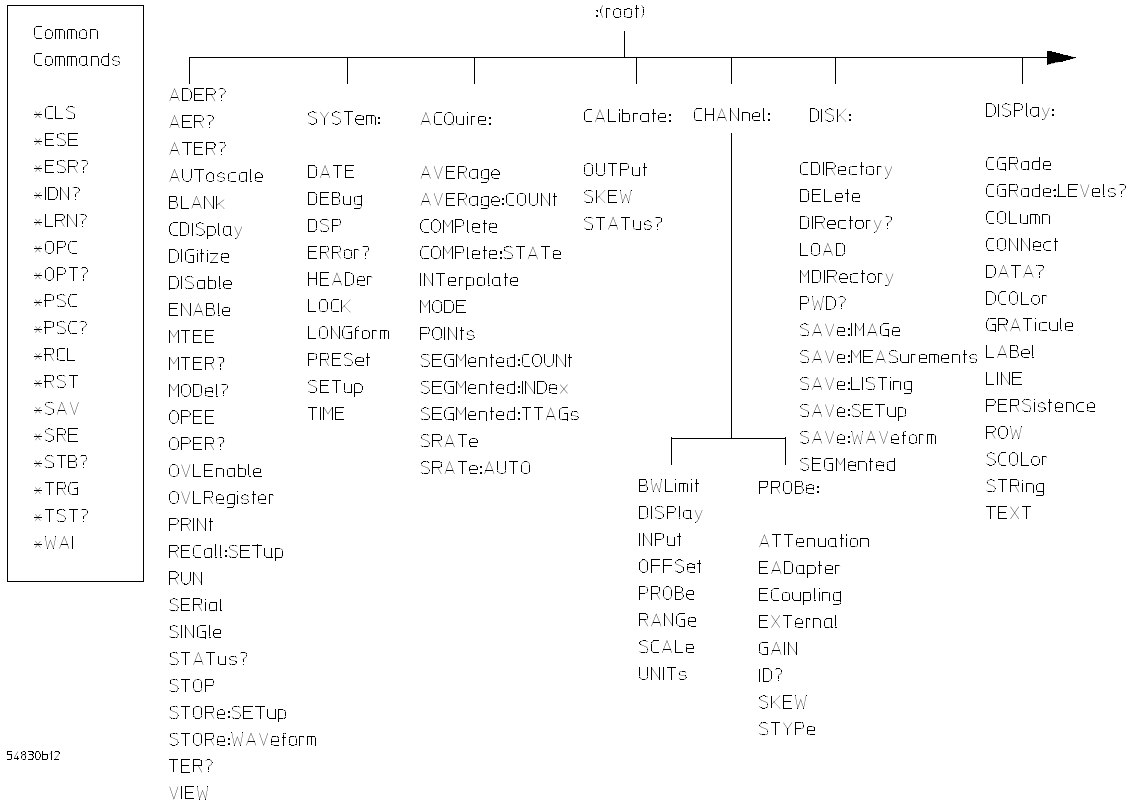 :(root)
Common
Commands
*CLS
*ESE
*ESR?
*IDN?
*LRN?
*OPC
*OPT?
*PSC
*PSC?
*RCL
*RST
*SAV
*SRE
*STB?
*TRG
*TST?
*WAI
ADER?
AER?
ATER?
AUToscale
BLANk
CDISplay
DIGitize
DISable
ENABle
MTEE
MTER?
MODel?
OPEE
OPER?
OVLEnable
OVLRegister
PRINt
RECall:SETup
RUN
SERial
SINGle
STATus?
STOP
STORe:SETup
STORe:WAVeform
TER?
VIEW
SYSTem:
DATE
DEBug
DSP
ERRor?
HEADer
LOCK
LONGform
PRESet
SETup
TIME
ACQuire:
AVERage
AVERage:COUNt
COMPlete
COMPlete:STATe
INTerpolate
MODE
POINts
SEGMented:COUNt
SEGMented:INDex
SEGMented:TTAGs
SRATe
SRATe:AUTO
CALibrate:
OUTPut
SKEW
STATus?
CHANnel:
BWLimit
DISPlay
INPut
OFFSet
PROBe
RANGe
SCALe
UNITs
PROBe:
ATTenuation
EADapter
ECoupling
EXTernal
GAIN
ID?
SKEW
STYPe
DISK:
CDIRectory
DELete
DIRectory?
LOAD
MDIRectory
PWD?
SAVe:IMAGe
SAVe:MEASurements
SAVe:LISTing
SAVe:SETup
SAVe:WAVeform
SEGMented
DISPlay:
CGRade
CGRade:LEVels?
COLumn
CONNect
DATA?
DCOLor
GRATicule
LABel
LINE
PERSistence
ROW
SCOLor
STRing
TEXT
54830b12